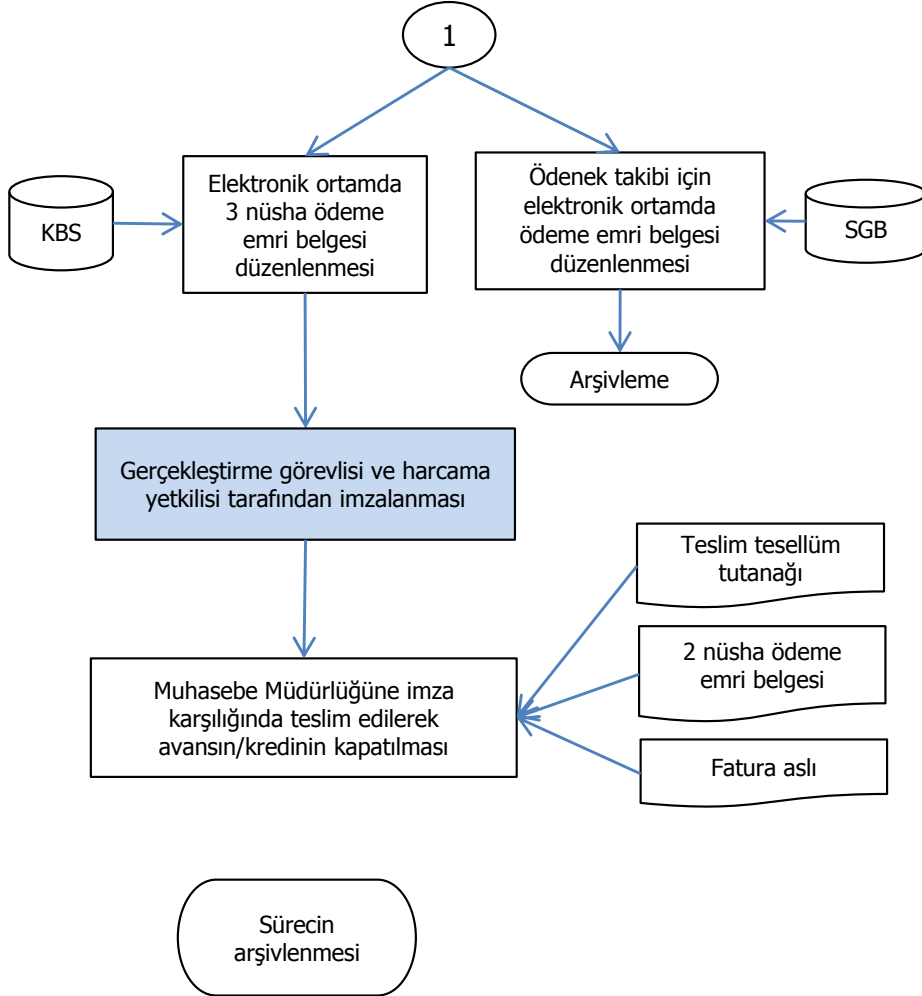 1
Elektronik ortamda
3 nüsha ödeme
emri belgesi
düzenlenmesi
Ödenek takibi için
elektronik ortamda
ödeme emri belgesi
düzenlenmesi
KBS
SGB
Arşivleme
Gerçekleştirme görevlisi ve harcama
yetkilisi tarafından imzalanması
Teslim tesellüm
tutanağı
2 nüsha ödeme
emri belgesi
Muhasebe Müdürlüğüne imza
karşılığında teslim edilerek
avansın/kredinin kapatılması
Fatura aslı
Sürecin
arşivlenmesi